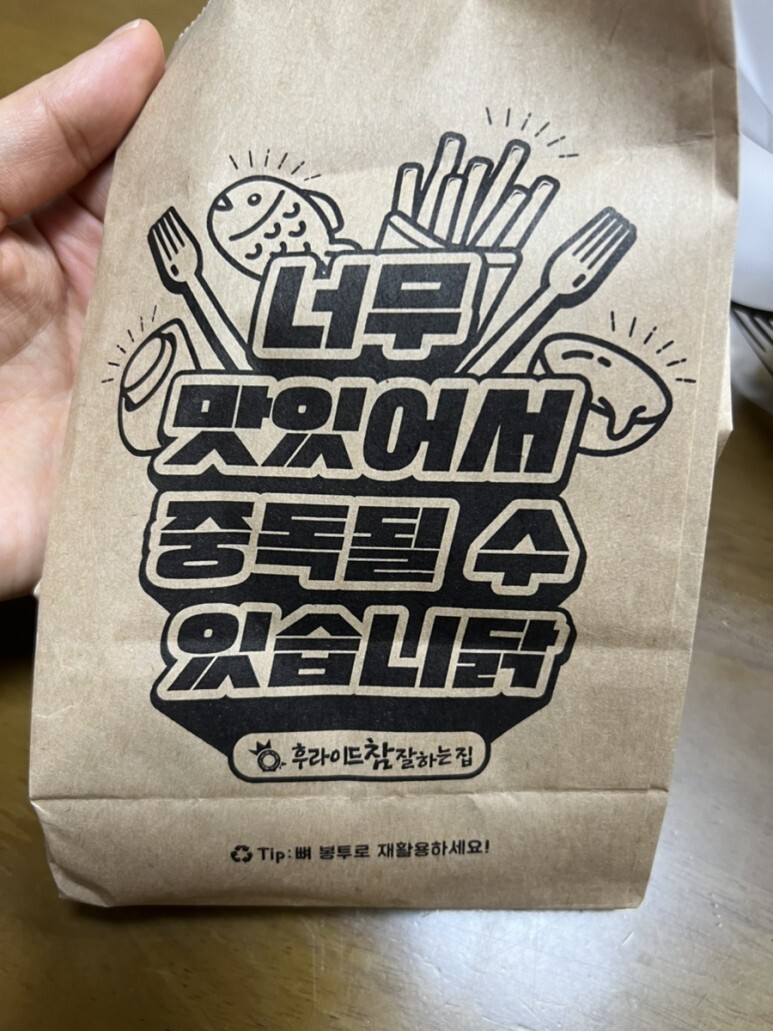 너무
맛있어서
중독될 수
있습니닭
후라이드참잘하는집
Tip: 뼈 봉투로 재활용하세요!